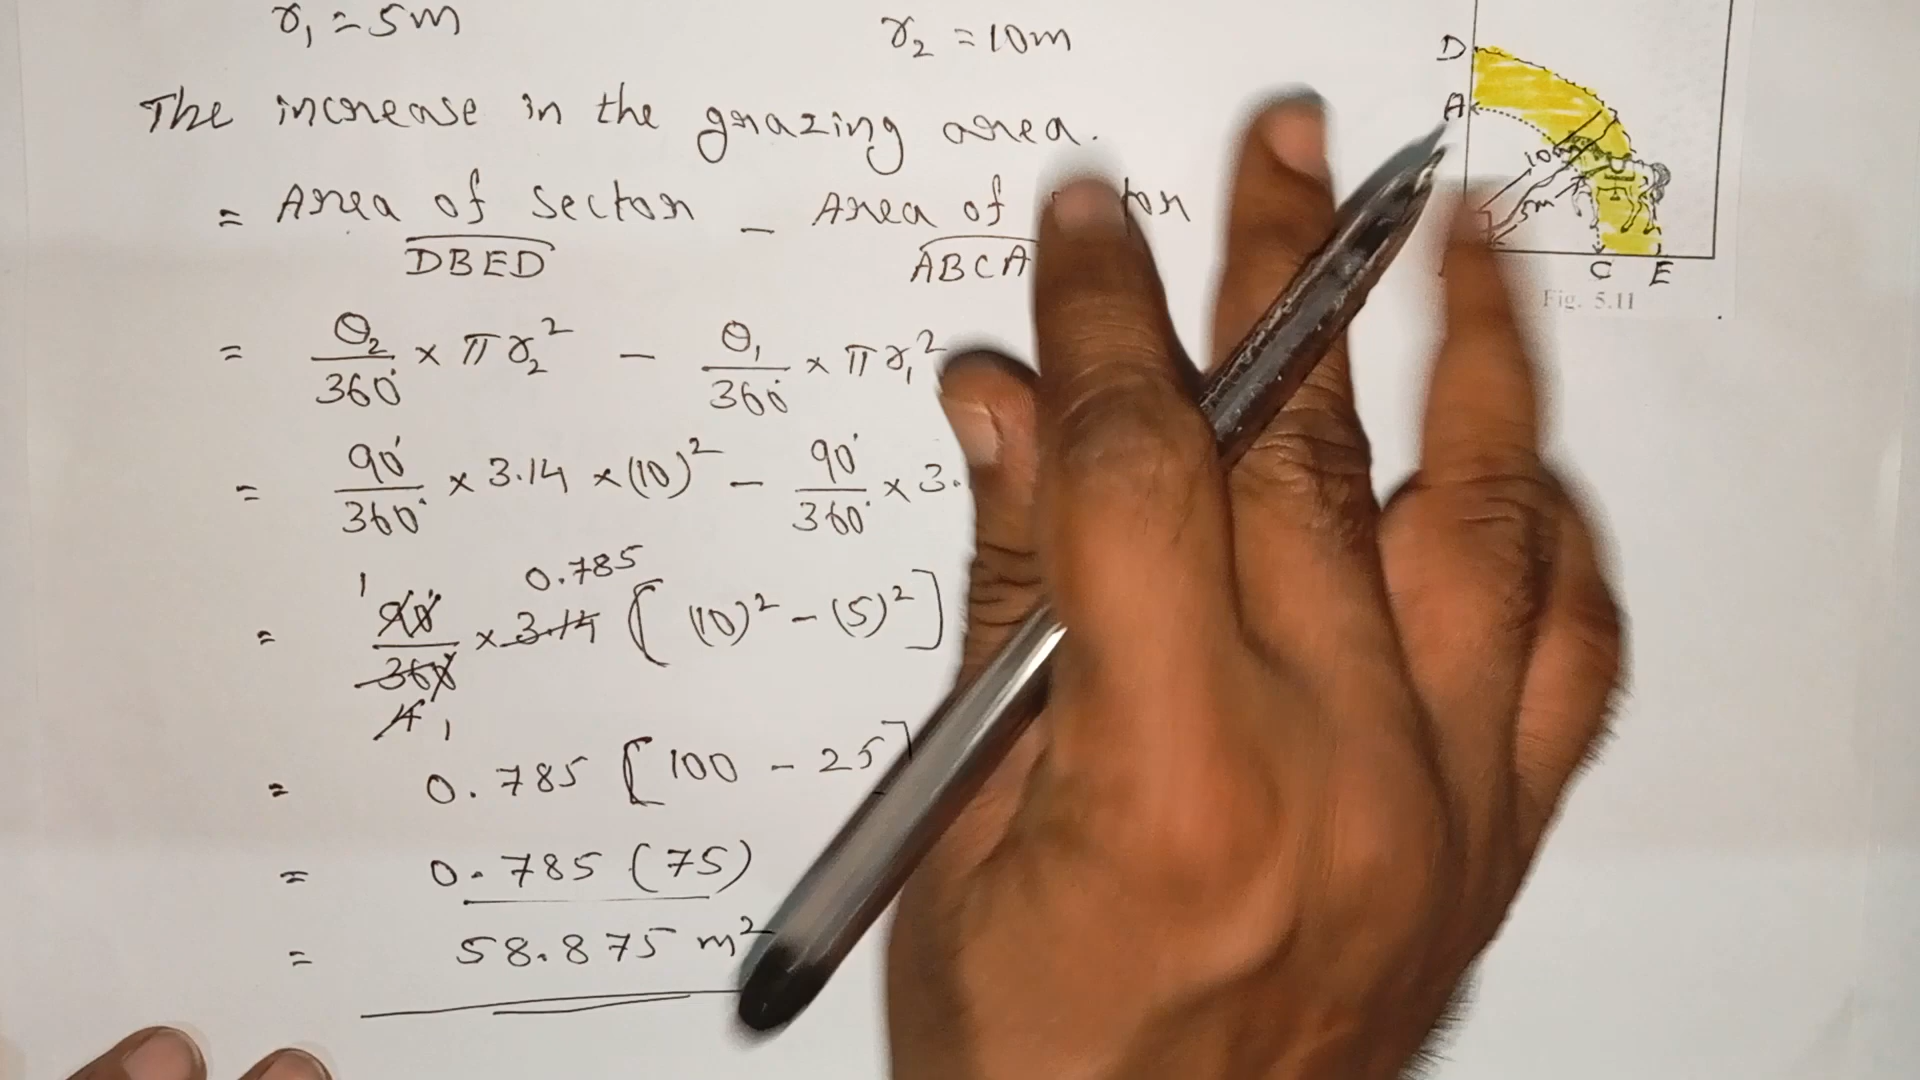 r₁ = 5m
r₂ = 10m
The increase in the grazing area.
= Area of sector − Area of
DBED ABCA
= θ₂/360° × π r₂² − θ₁/360° × π r₁²
= 90°/360° × 3.14 × (10)² − 90°/360° × 3.
1 0.785
= 90°/360° × 3.14 [ (10)² − (5)² ]
4 1
= 0.785 [ 100 − 25 ]
= 0.785 (75)
= 58.875 m²
D
A
10m
5m
C E
Fig. 5.11